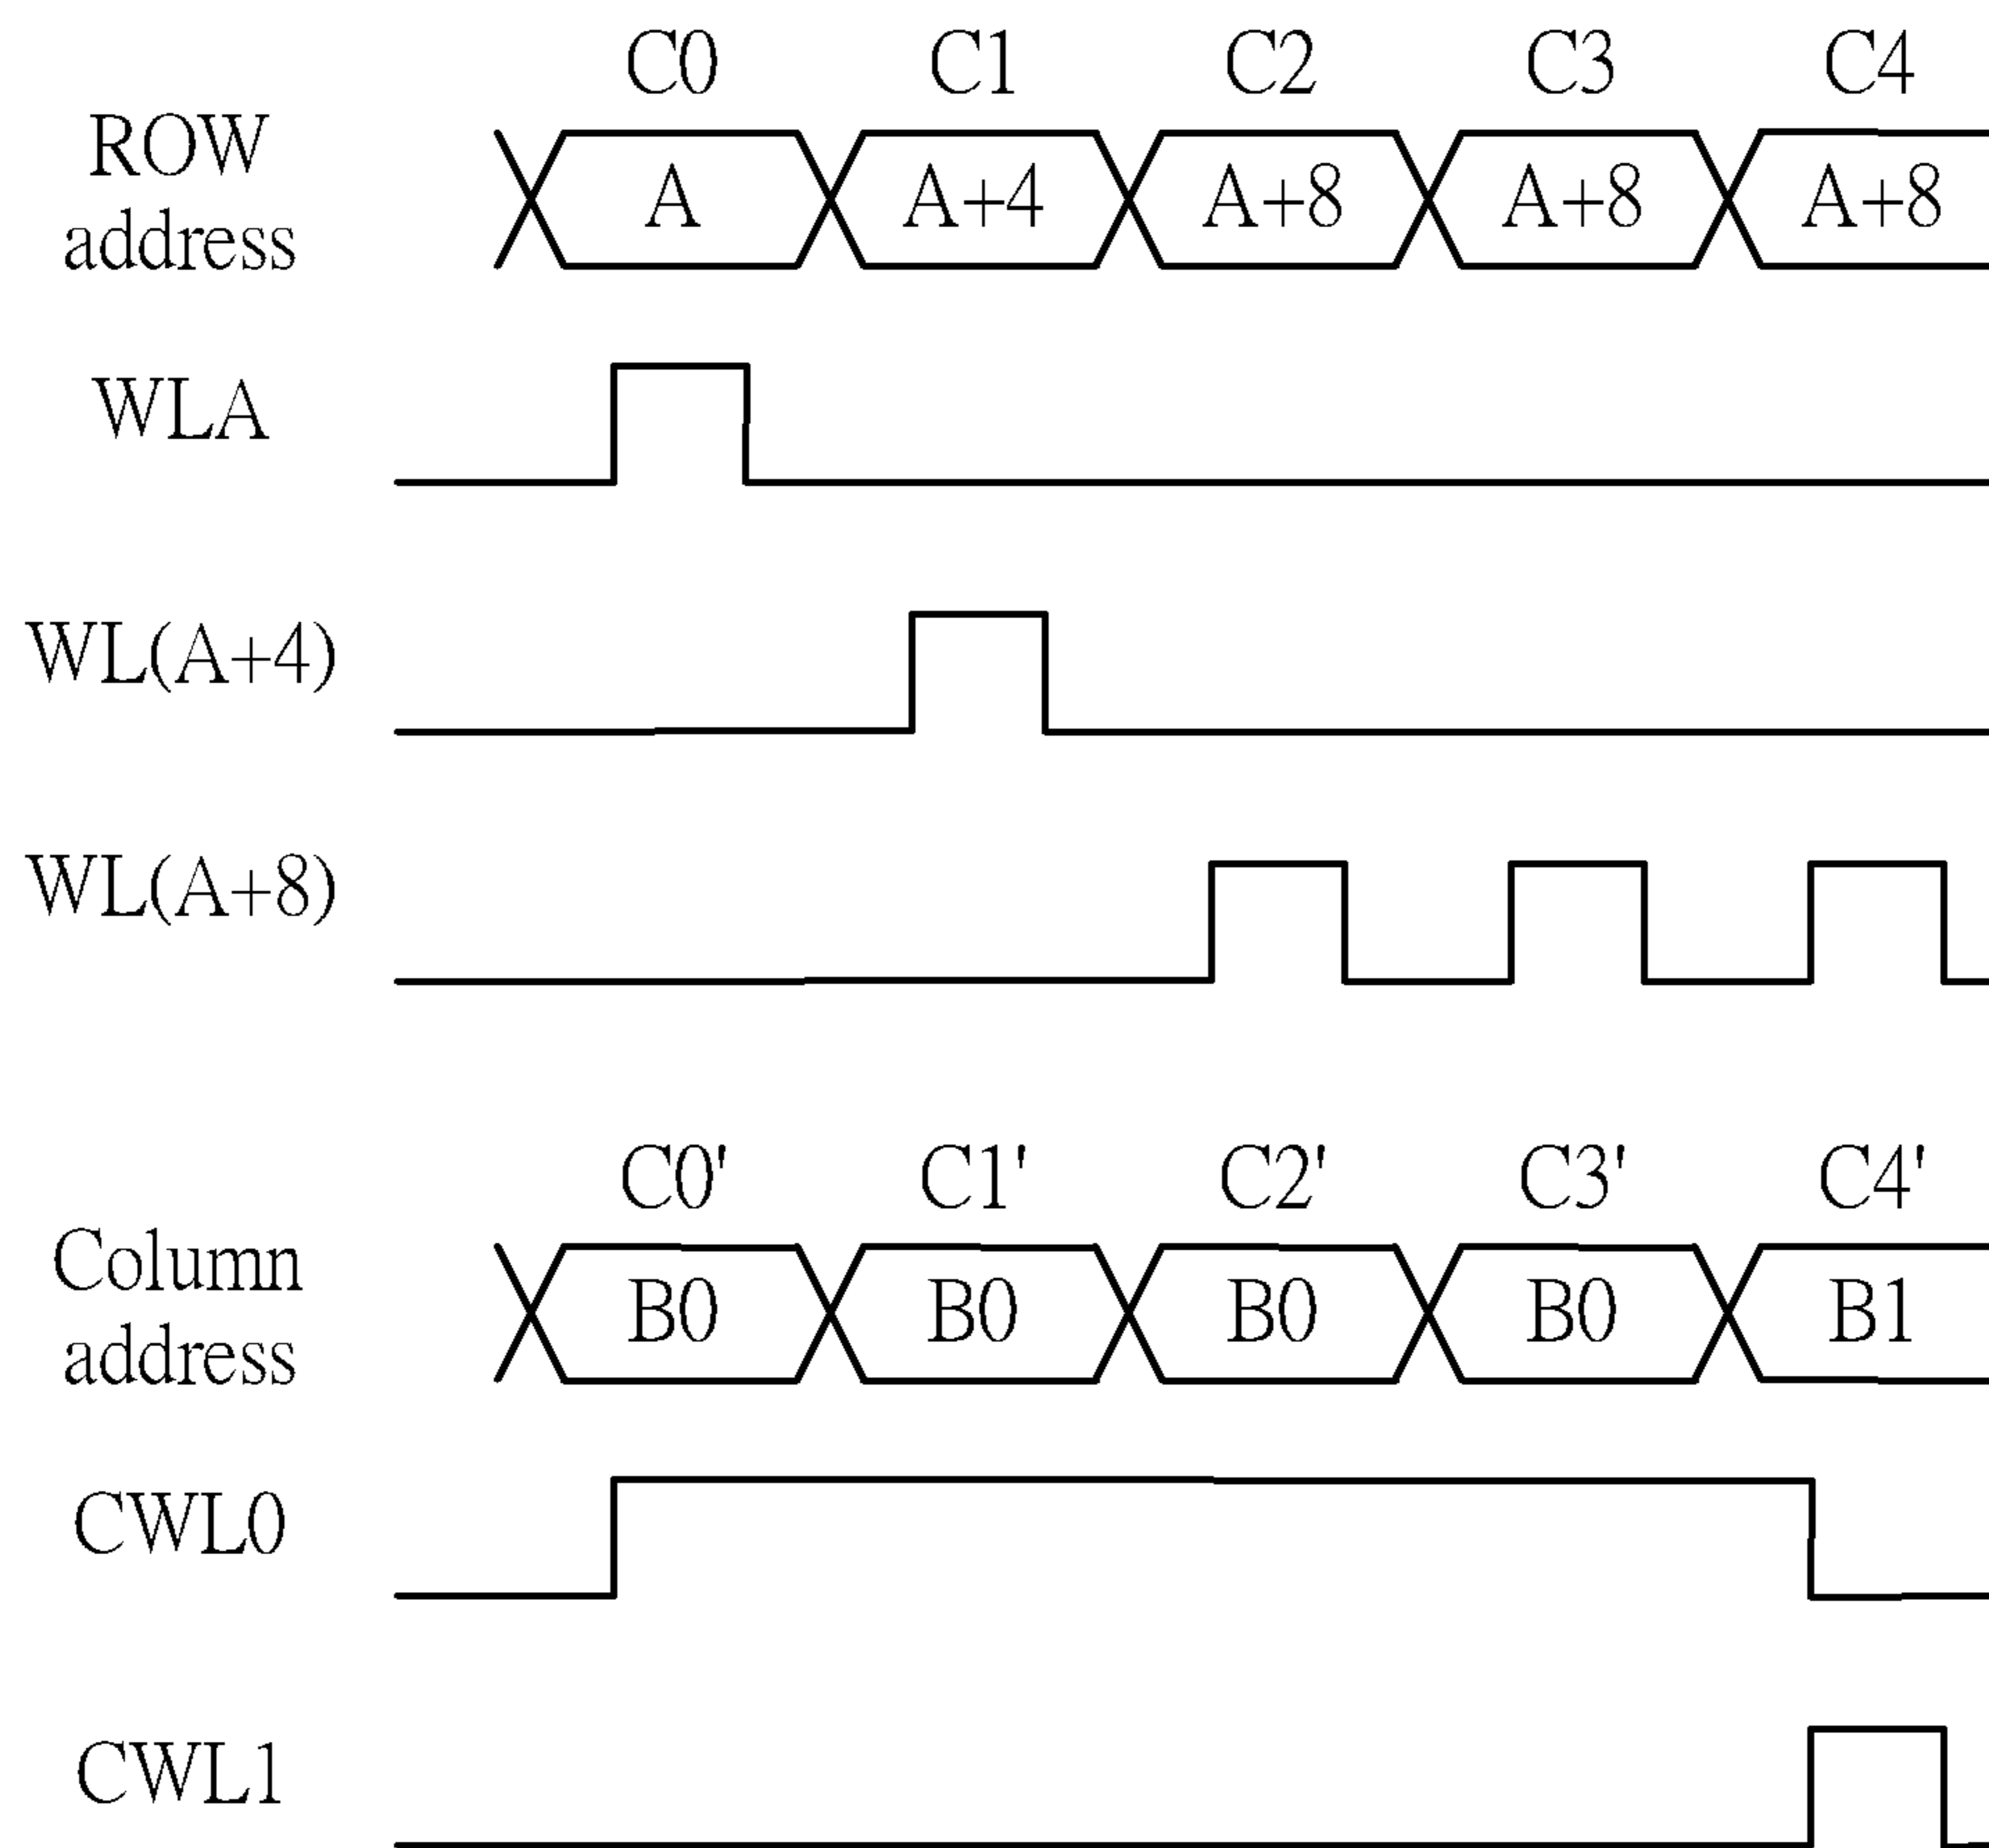 C0 C1 C2 C3 C4
ROW
address
A A+4 A+8 A+8 A+8
WLA
WL(A+4)
WL(A+8)
C0' C1' C2' C3' C4'
Column
address
B0 B0 B0 B0 B1
CWL0
CWL1